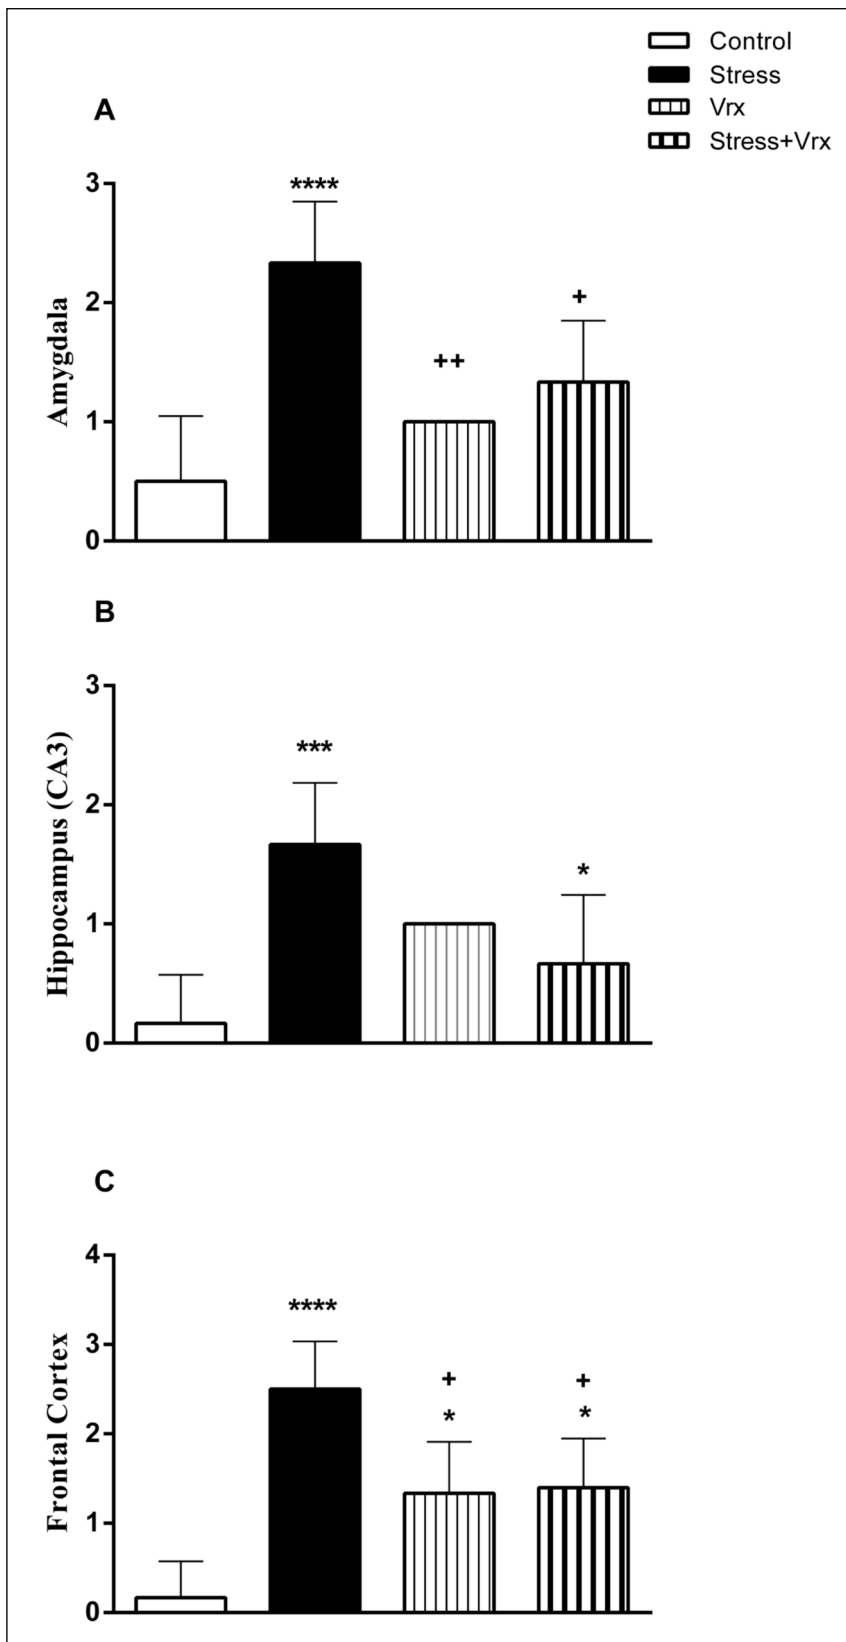 Control
Stress
Vrx
Stress+Vrx
A
3
2
1
0
Amygdala
****
++
+
B
3
2
1
0
Hippocampus (CA3)
***
*
C
4
3
2
1
0
Frontal Cortex
****
+ +
* *